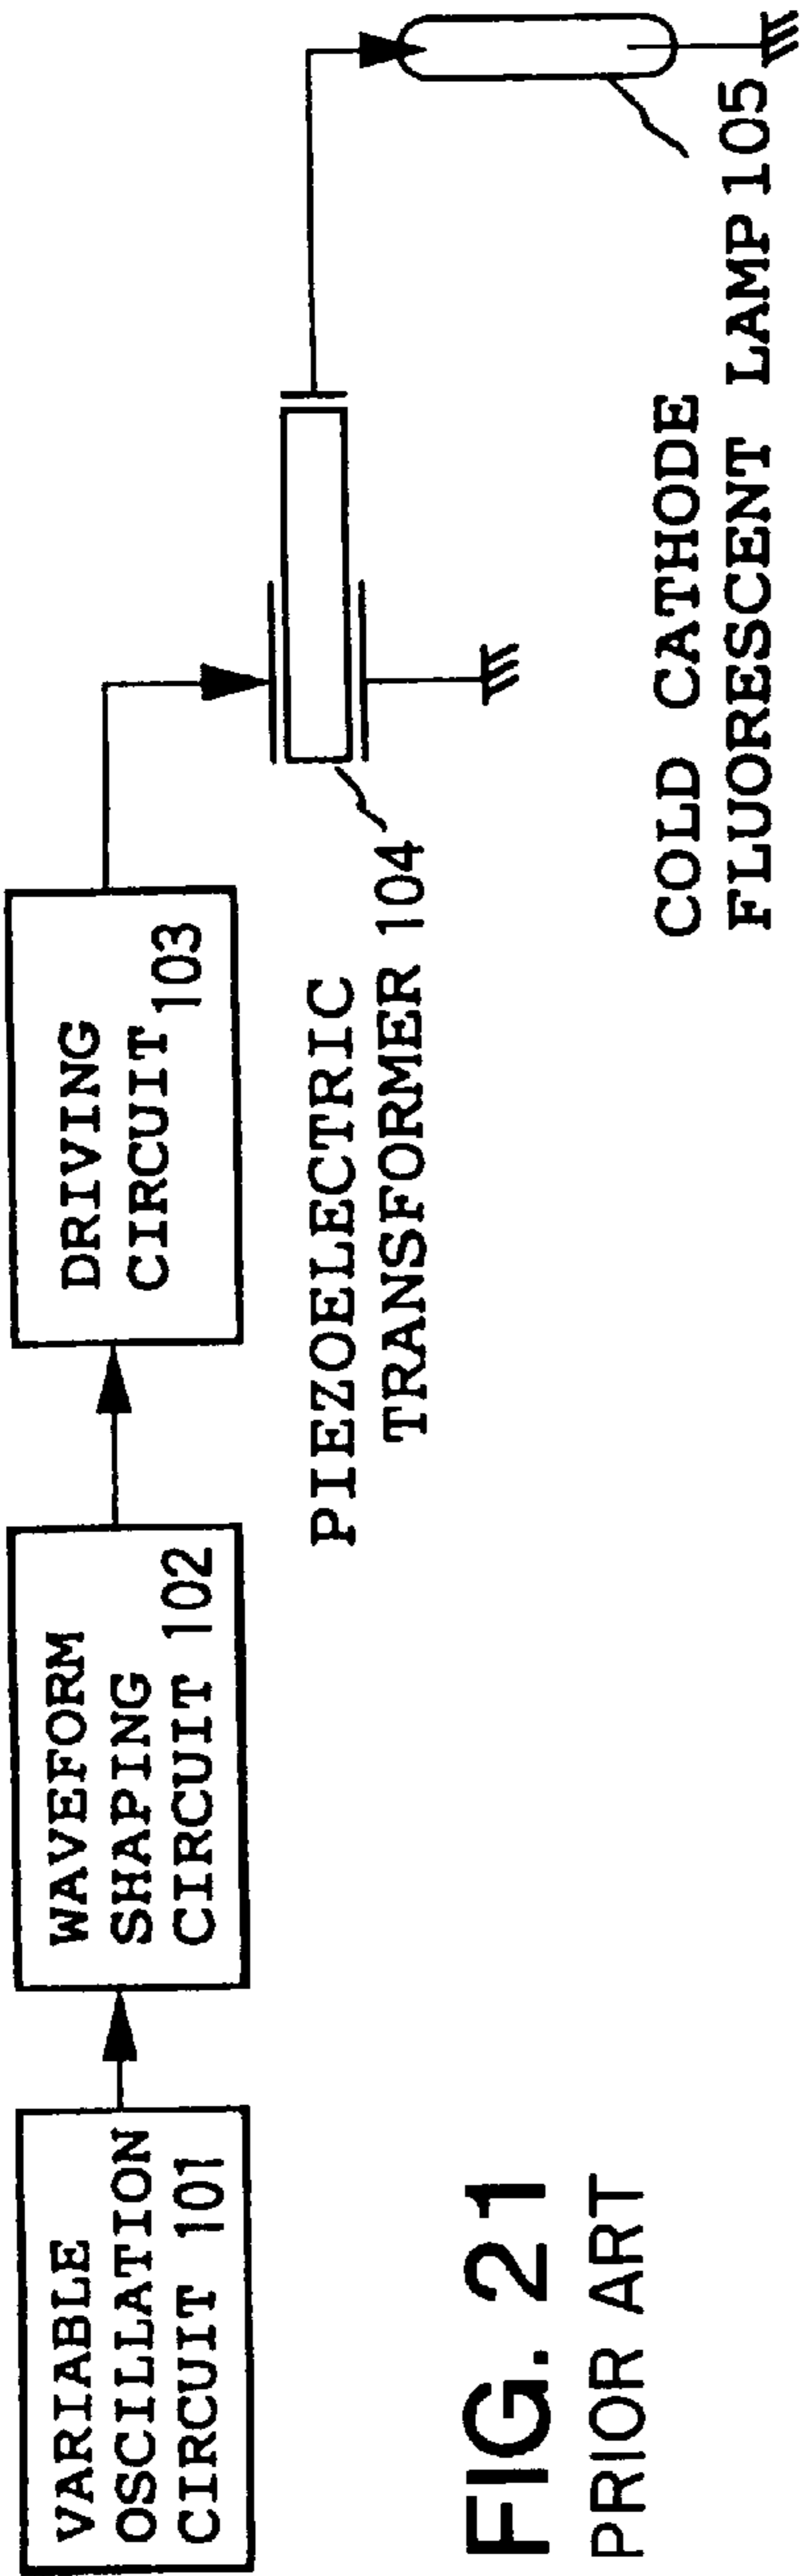 VARIABLE
OSCILLATION
CIRCUIT 101
WAVEFORM
SHAPING
CIRCUIT 102
DRIVING
CIRCUIT 103
PIEZOELECTRIC
TRANSFORMER 104
COLD CATHODE
FLUORESCENT LAMP 105
FIG. 21
PRIOR ART